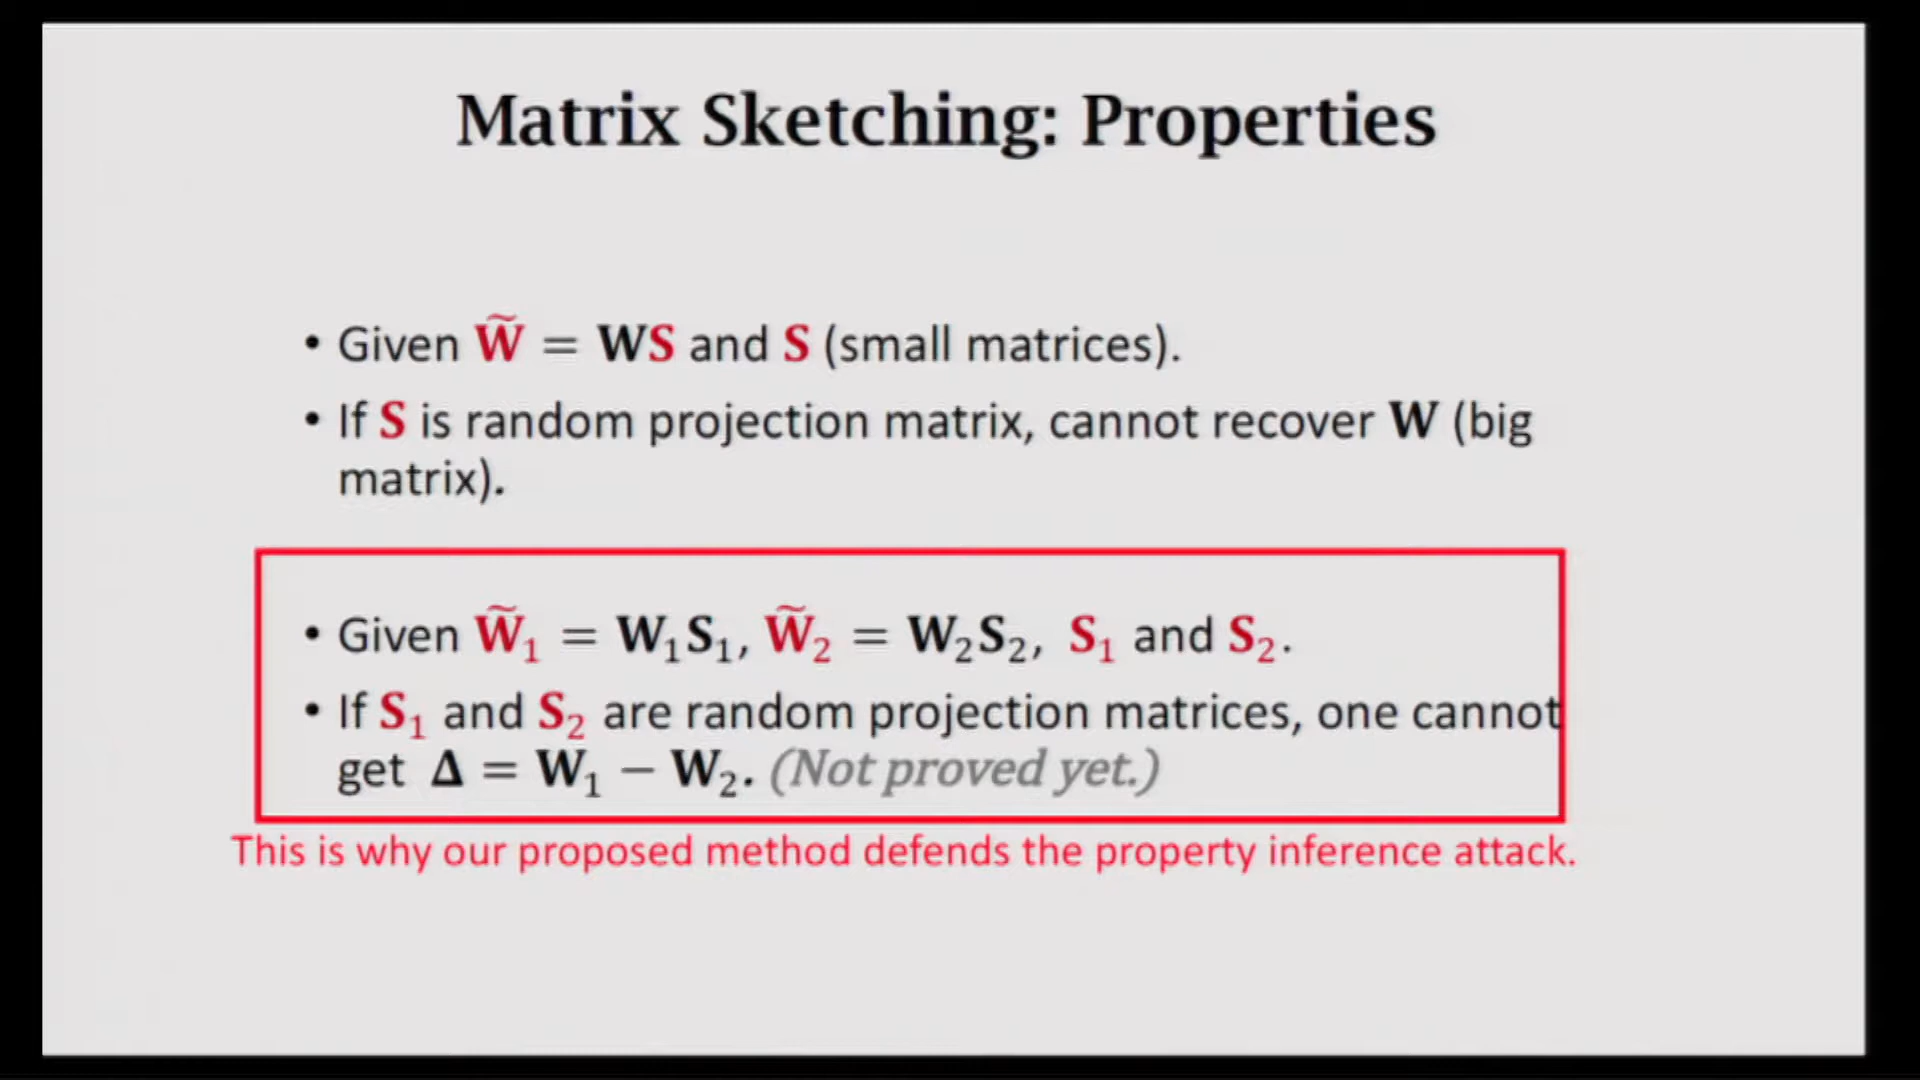 Matrix Sketching: Properties
• Given W̃ = WS and S (small matrices).
• If S is random projection matrix, cannot recover W (big
matrix).
• Given W̃₁ = W₁S₁, W̃₂ = W₂S₂, S₁ and S₂.
• If S₁ and S₂ are random projection matrices, one cannot
get Δ = W₁ − W₂. (Not proved yet.)
This is why our proposed method defends the property inference attack.